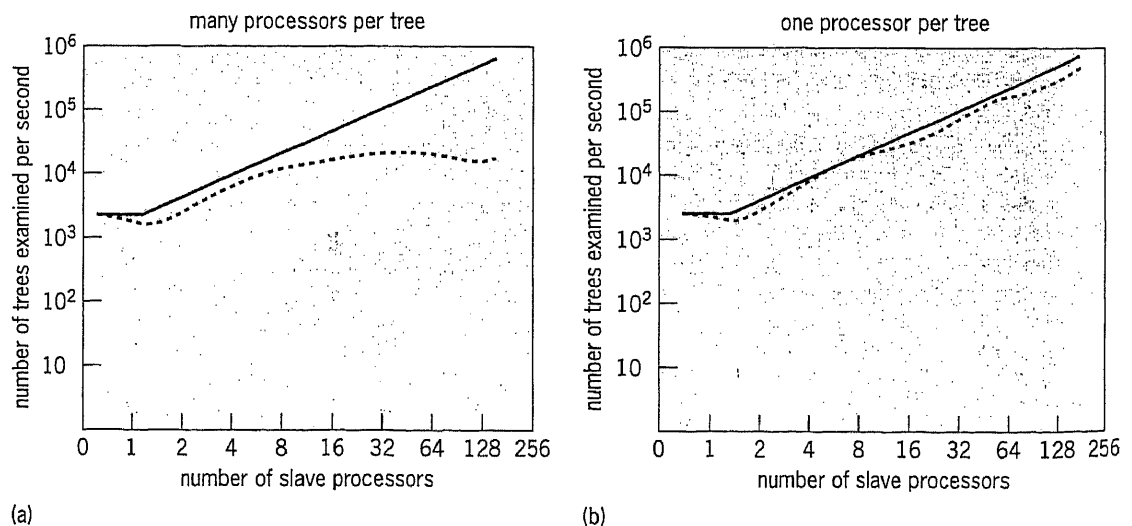 many processors per tree
10⁶
10⁵
10⁴
10³
10²
10
number of trees examined per second
0 1 2 4 8 16 32 64 128 256
number of slave processors
(a)
one processor per tree
10⁶
10⁵
10⁴
10³
10²
10
number of trees examined per second
0 1 2 4 8 16 32 64 128 256
number of slave processors
(b)